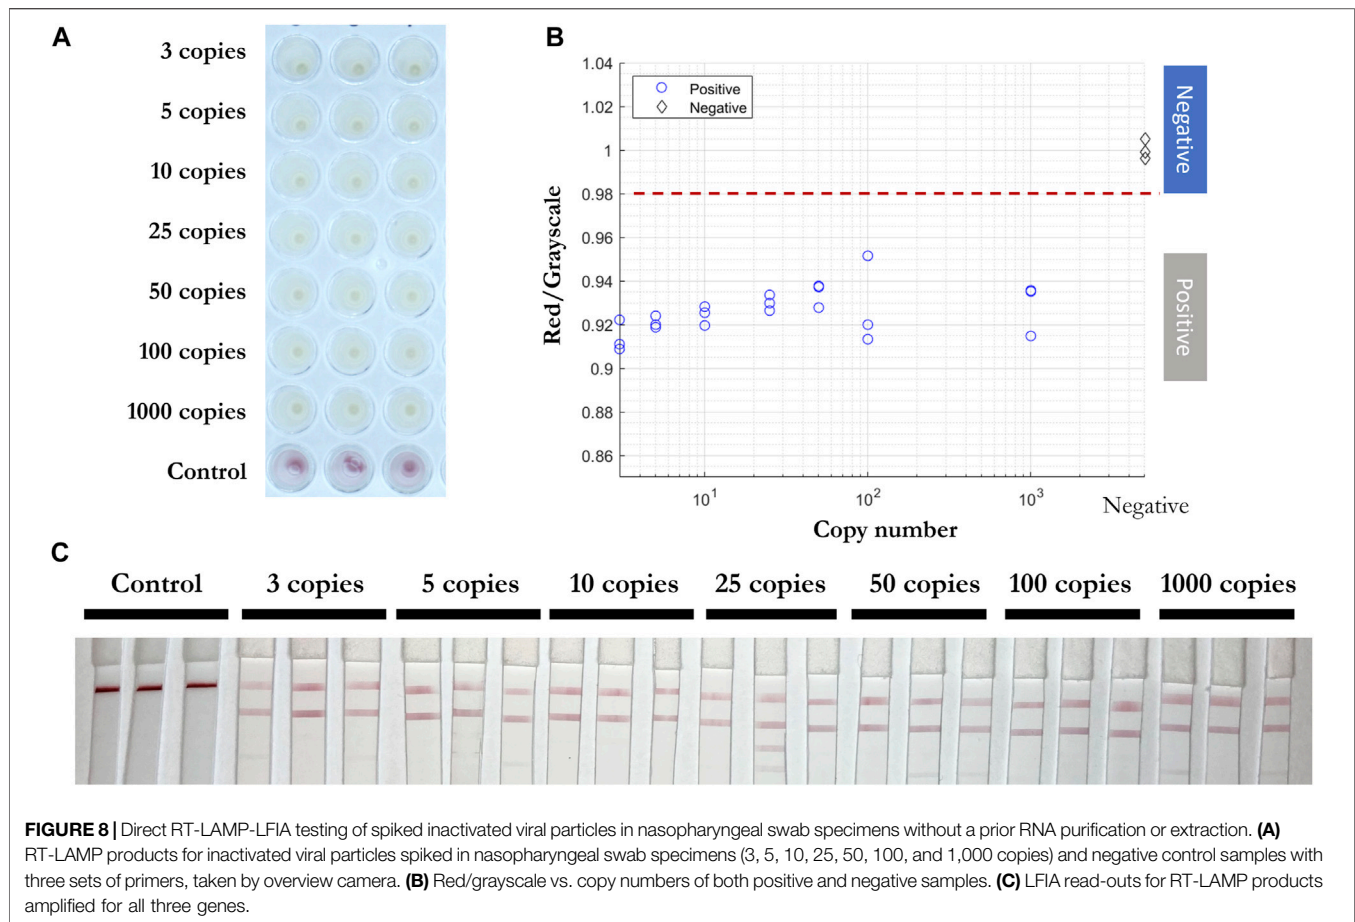 A
3 copies
5 copies
10 copies
25 copies
50 copies
100 copies
1000 copies
Control
B
1.04
1.02
1
0.98
0.96
0.94
0.92
0.9
0.88
0.86
Red/Grayscale
Positive
Negative
10¹
10²
10³
Negative
Copy number
Negative
Positive
C
Control 3 copies 5 copies 10 copies 25 copies 50 copies 100 copies 1000 copies
FIGURE 8 | Direct RT-LAMP-LFIA testing of spiked inactivated viral particles in nasopharyngeal swab specimens without a prior RNA purification or extraction. (A)
RT-LAMP products for inactivated viral particles spiked in nasopharyngeal swab specimens (3, 5, 10, 25, 50, 100, and 1,000 copies) and negative control samples with
three sets of primers, taken by overview camera. (B) Red/grayscale vs. copy numbers of both positive and negative samples. (C) LFIA read-outs for RT-LAMP products
amplified for all three genes.